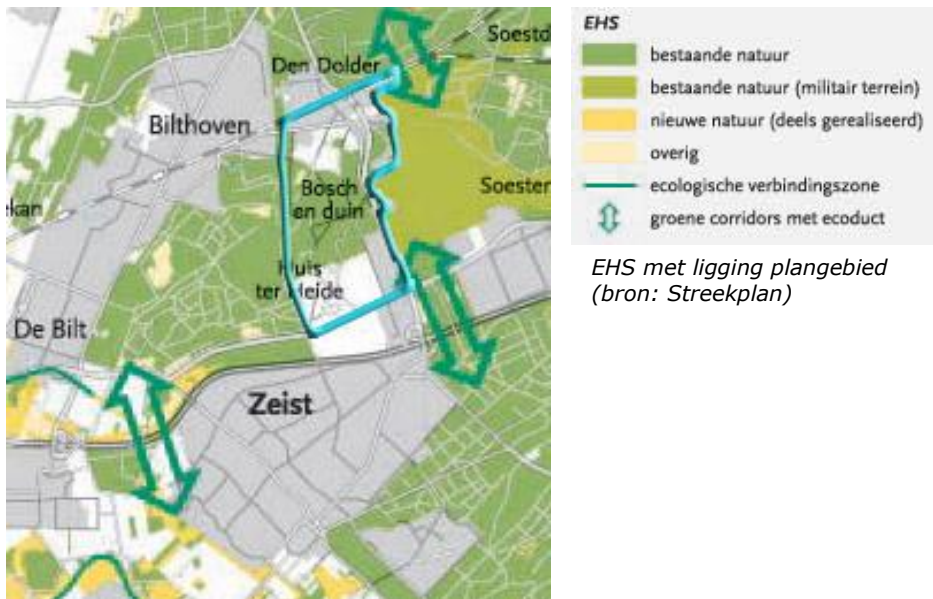 Soestd
Den Dolder
Bilthoven
Bosch
en duin
Soester
ekan
Huis
ter Heide
De Bilt
Zeist
EHS
bestaande natuur
bestaande natuur (militair terrein)
nieuwe natuur (deels gerealiseerd)
overig
ecologische verbindingszone
groene corridors met ecoduct
EHS met ligging plangebied
(bron: Streekplan)